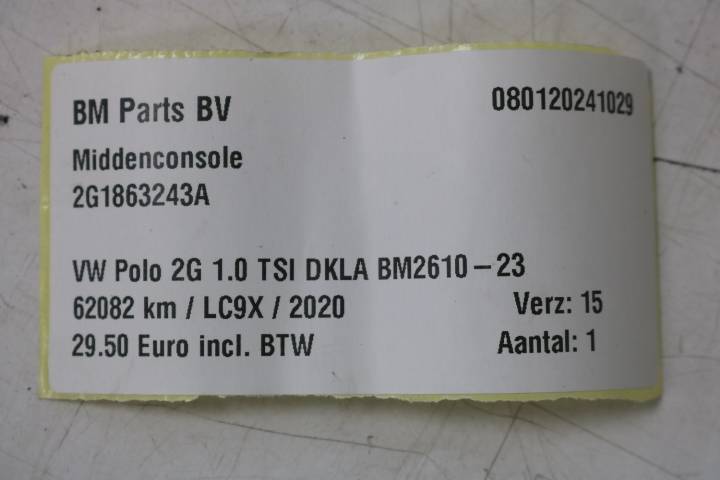 BM Parts BV 080120241029
Middenconsole
2G1863243A
VW Polo 2G 1.0 TSI DKLA BM2610-23
62082 km / LC9X / 2020 Verz: 15
29.50 Euro incl. BTW Aantal: 1